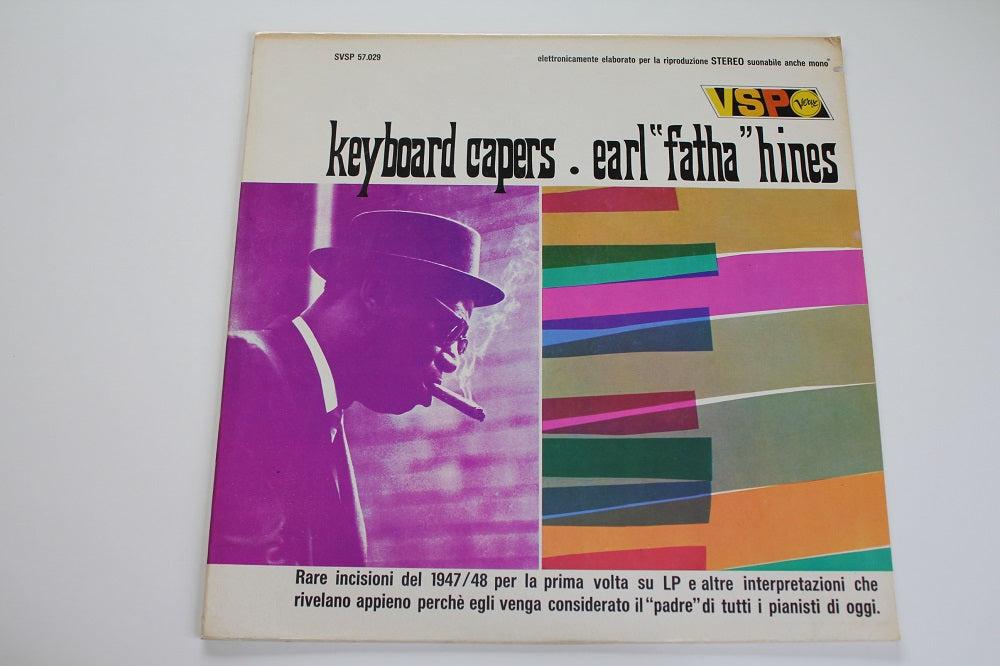 SVSP 57.029
elettronicamente elaborato per la riproduzione STEREO suonabile anche mono
VSP Verve
keyboard capers . earl "fatha" hines
Rare incisioni del 1947/48 per la prima volta su LP e altre interpretazioni che
rivelano appieno perchè egli venga considerato il "padre" di tutti i pianisti di oggi.